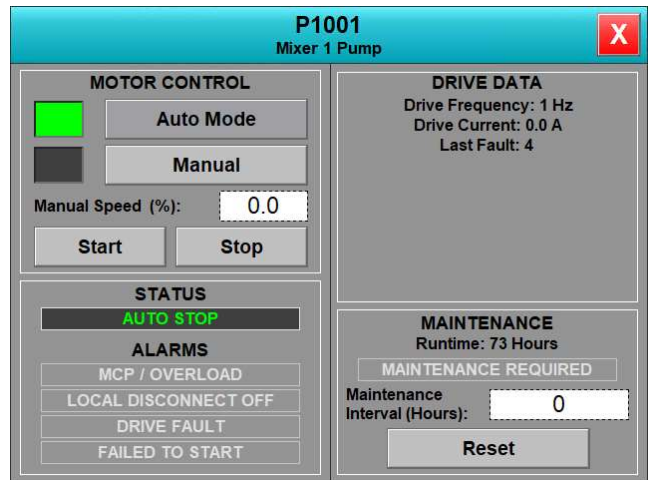 P1001
Mixer 1 Pump
X
MOTOR CONTROL
Auto Mode
Manual
Manual Speed (%):
0.0
Start
Stop
STATUS
AUTO STOP
ALARMS
MCP / OVERLOAD
LOCAL DISCONNECT OFF
DRIVE FAULT
FAILED TO START
DRIVE DATA
Drive Frequency: 1 Hz
Drive Current: 0.0 A
Last Fault: 4
MAINTENANCE
Runtime: 73 Hours
MAINTENANCE REQUIRED
Maintenance
Interval (Hours):
0
Reset